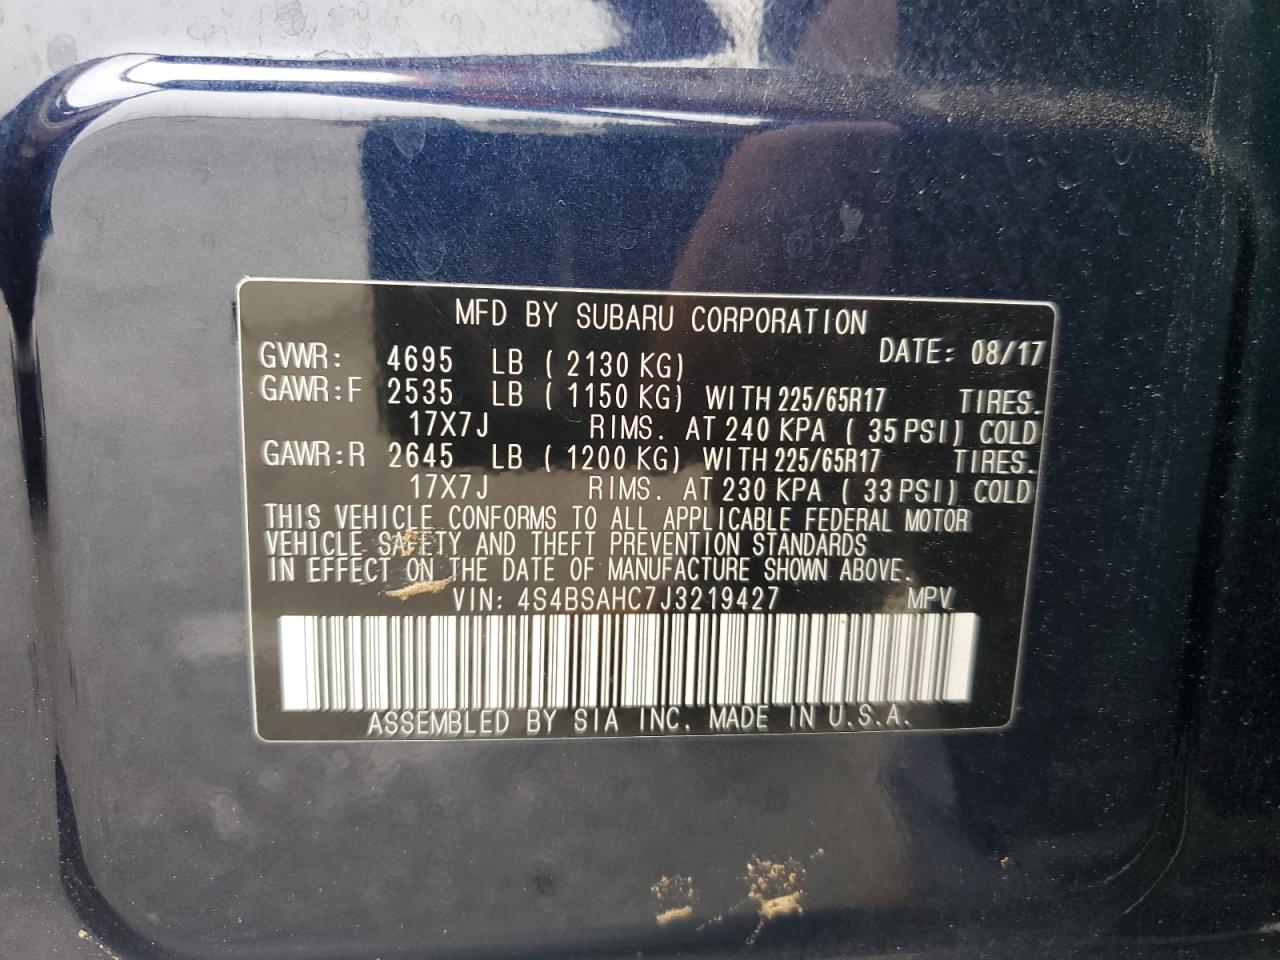 MFD BY SUBARU CORPORATION
GVWR: 4695 LB ( 2130 KG) DATE: 08/17
GAWR:F 2535 LB ( 1150 KG) WITH 225/65R17 TIRES.
17X7J RIMS. AT 240 KPA ( 35 PSI) COLD
GAWR:R 2645 LB ( 1200 KG) WITH 225/65R17 TIRES.
17X7J RIMS. AT 230 KPA ( 33 PSI) COLD
THIS VEHICLE CONFORMS TO ALL APPLICABLE FEDERAL MOTOR
VEHICLE SAFETY AND THEFT PREVENTION STANDARDS
IN EFFECT ON THE DATE OF MANUFACTURE SHOWN ABOVE.
VIN: 4S4BSAHC7J3219427 MPV
ASSEMBLED BY SIA INC. MADE IN U.S.A.